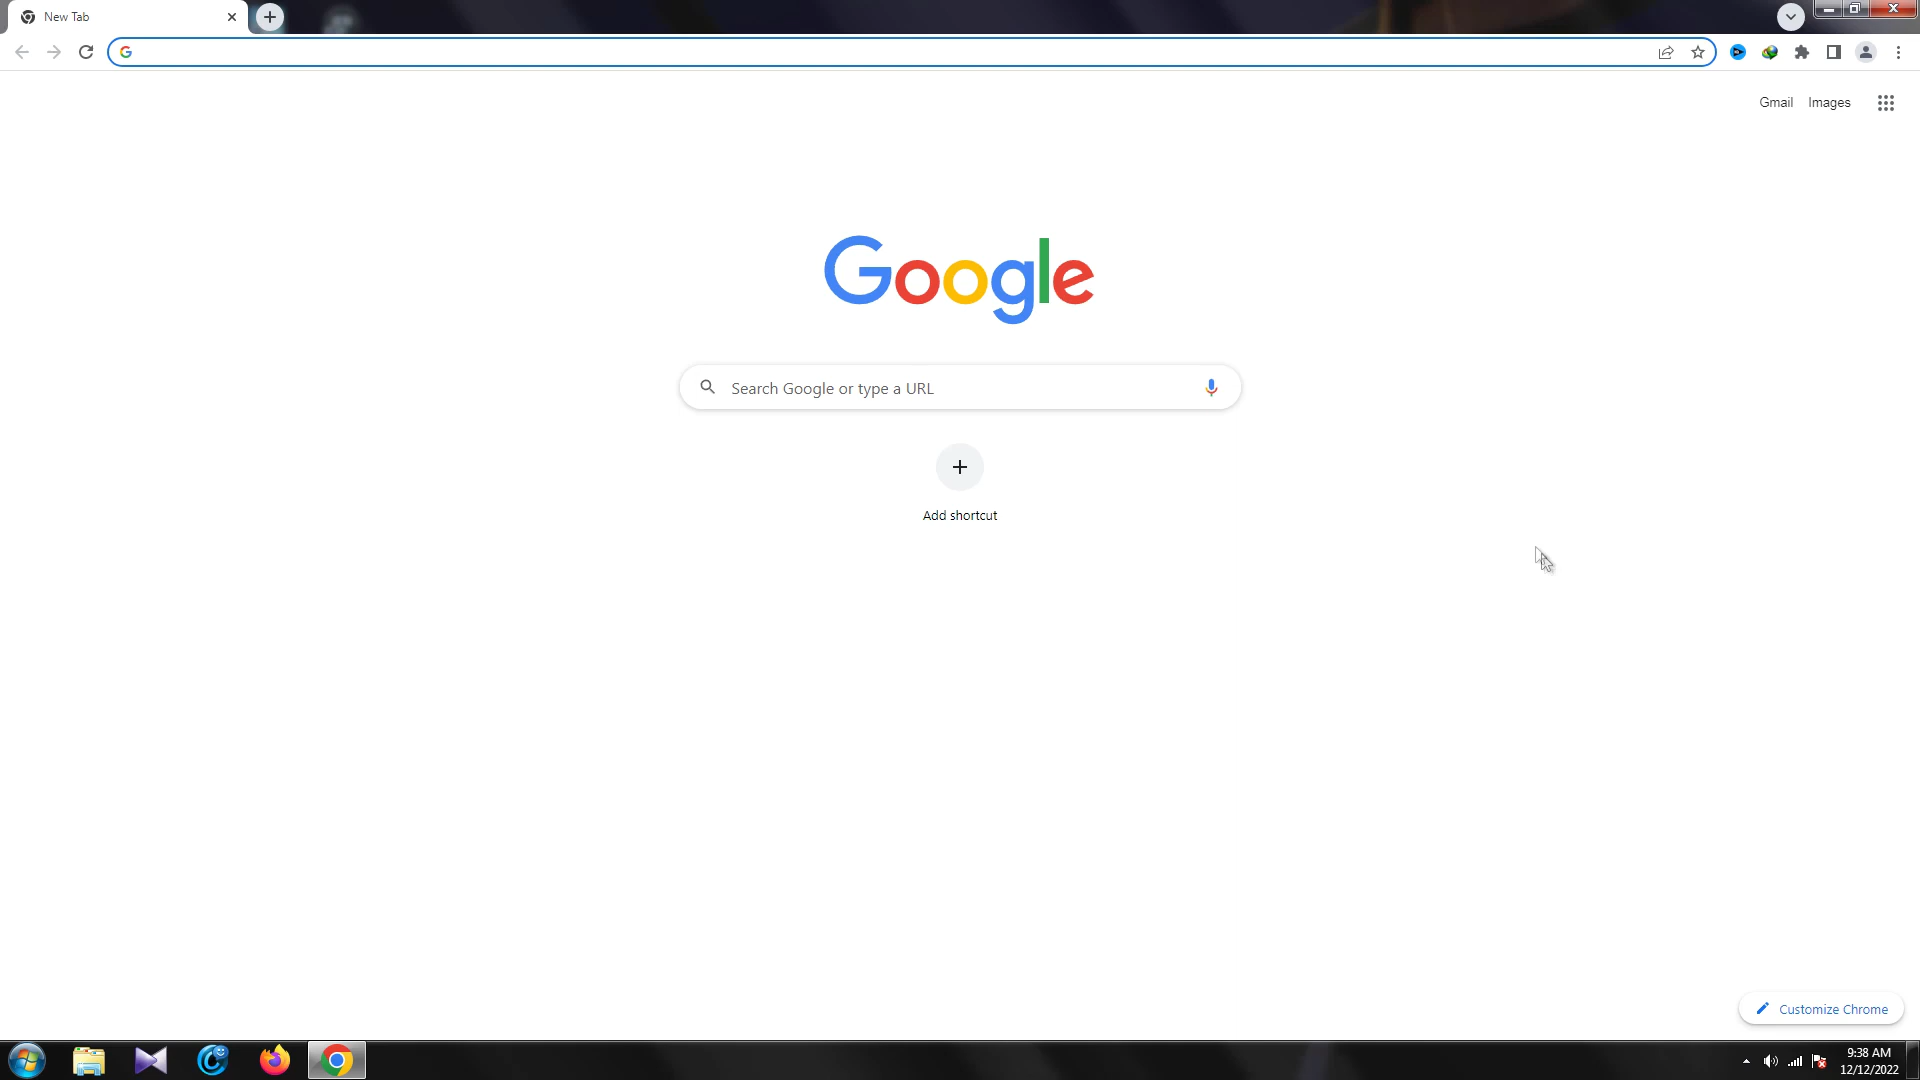 New Tab
Gmail Images
Google
Search Google or type a URL
Add shortcut
Customize Chrome
9:38 AM
12/12/2022